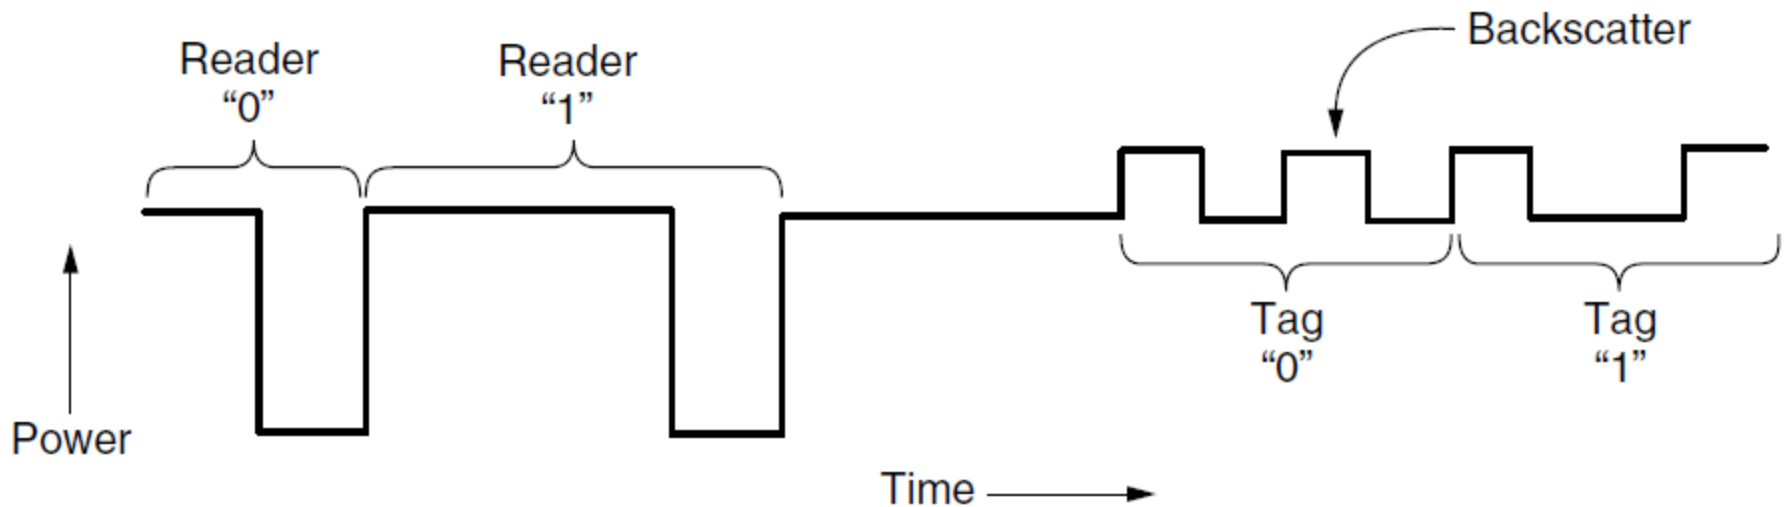 Backscatter
Reader
“0”
Reader
“1”
Tag
“0”
Tag
“1”
Power
Time